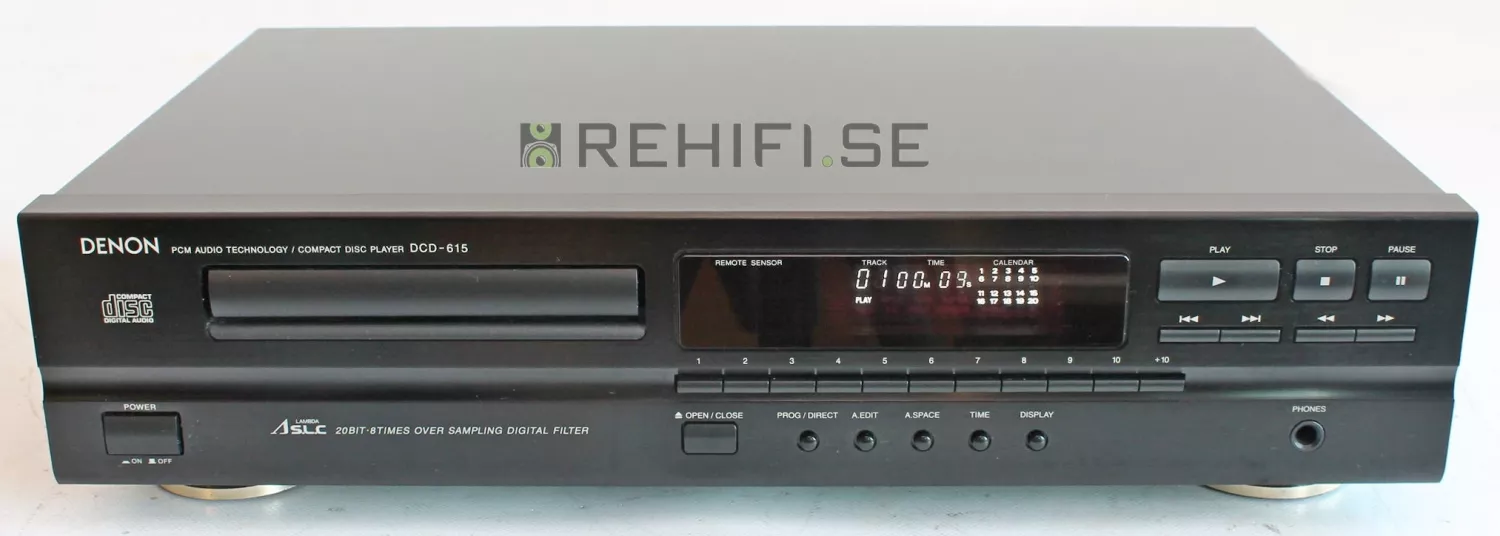 REHIFI.SE
DENON PCM AUDIO TECHNOLOGY / COMPACT DISC PLAYER DCD-615
COMPACT
disc
DIGITAL AUDIO
REMOTE SENSOR TRACK TIME CALENDAR
01 00M 09S
1 2 3 4 5
6 7 8 9 10
11 12 13 14 15
16 17 18 19 20
PLAY
PLAY STOP PAUSE
1 2 3 4 5 6 7 8 9 10 +10
POWER
ON OFF
LAMBDA
S.L.C 20BIT·8TIMES OVER SAMPLING DIGITAL FILTER
OPEN / CLOSE PROG / DIRECT A.EDIT A.SPACE TIME DISPLAY
PHONES